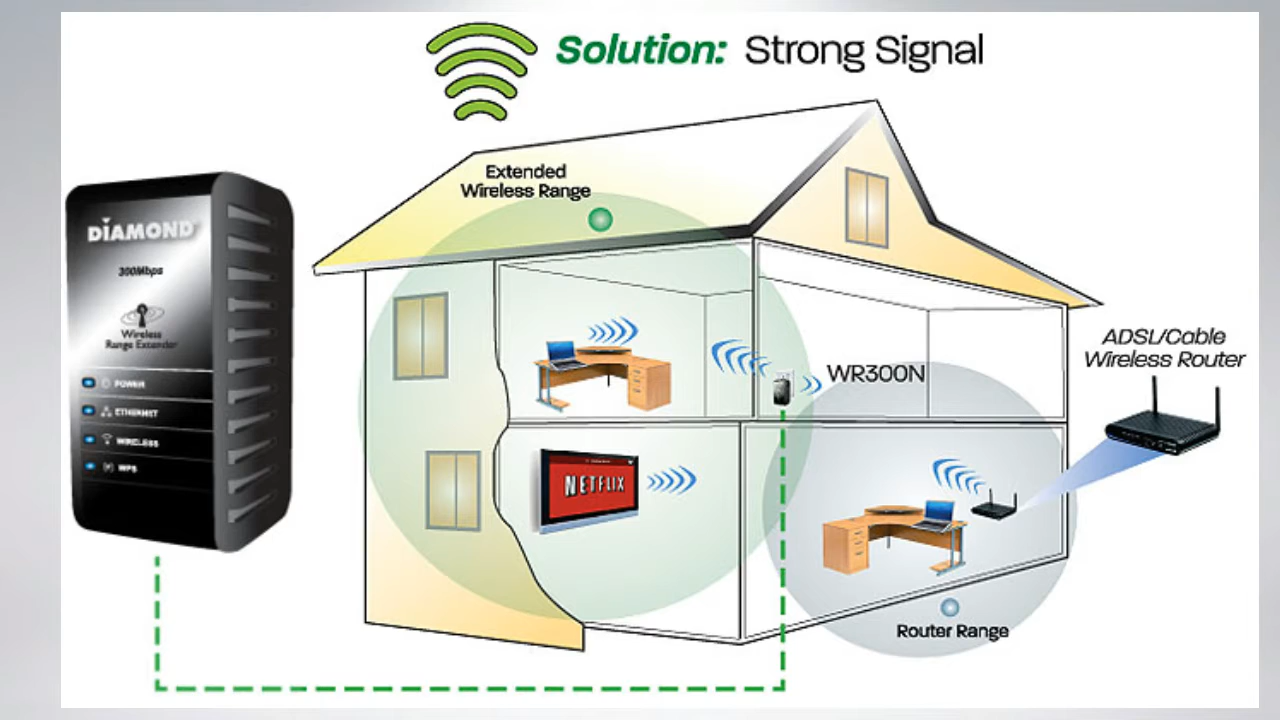 Solution: Strong Signal
Extended
Wireless Range
DIAMOND
300Mbps
Wireless
Range Extender
POWER
ETHERNET
WIRELESS
WPS
WR300N
ADSL/Cable
Wireless Router
NETFLIX
Router Range